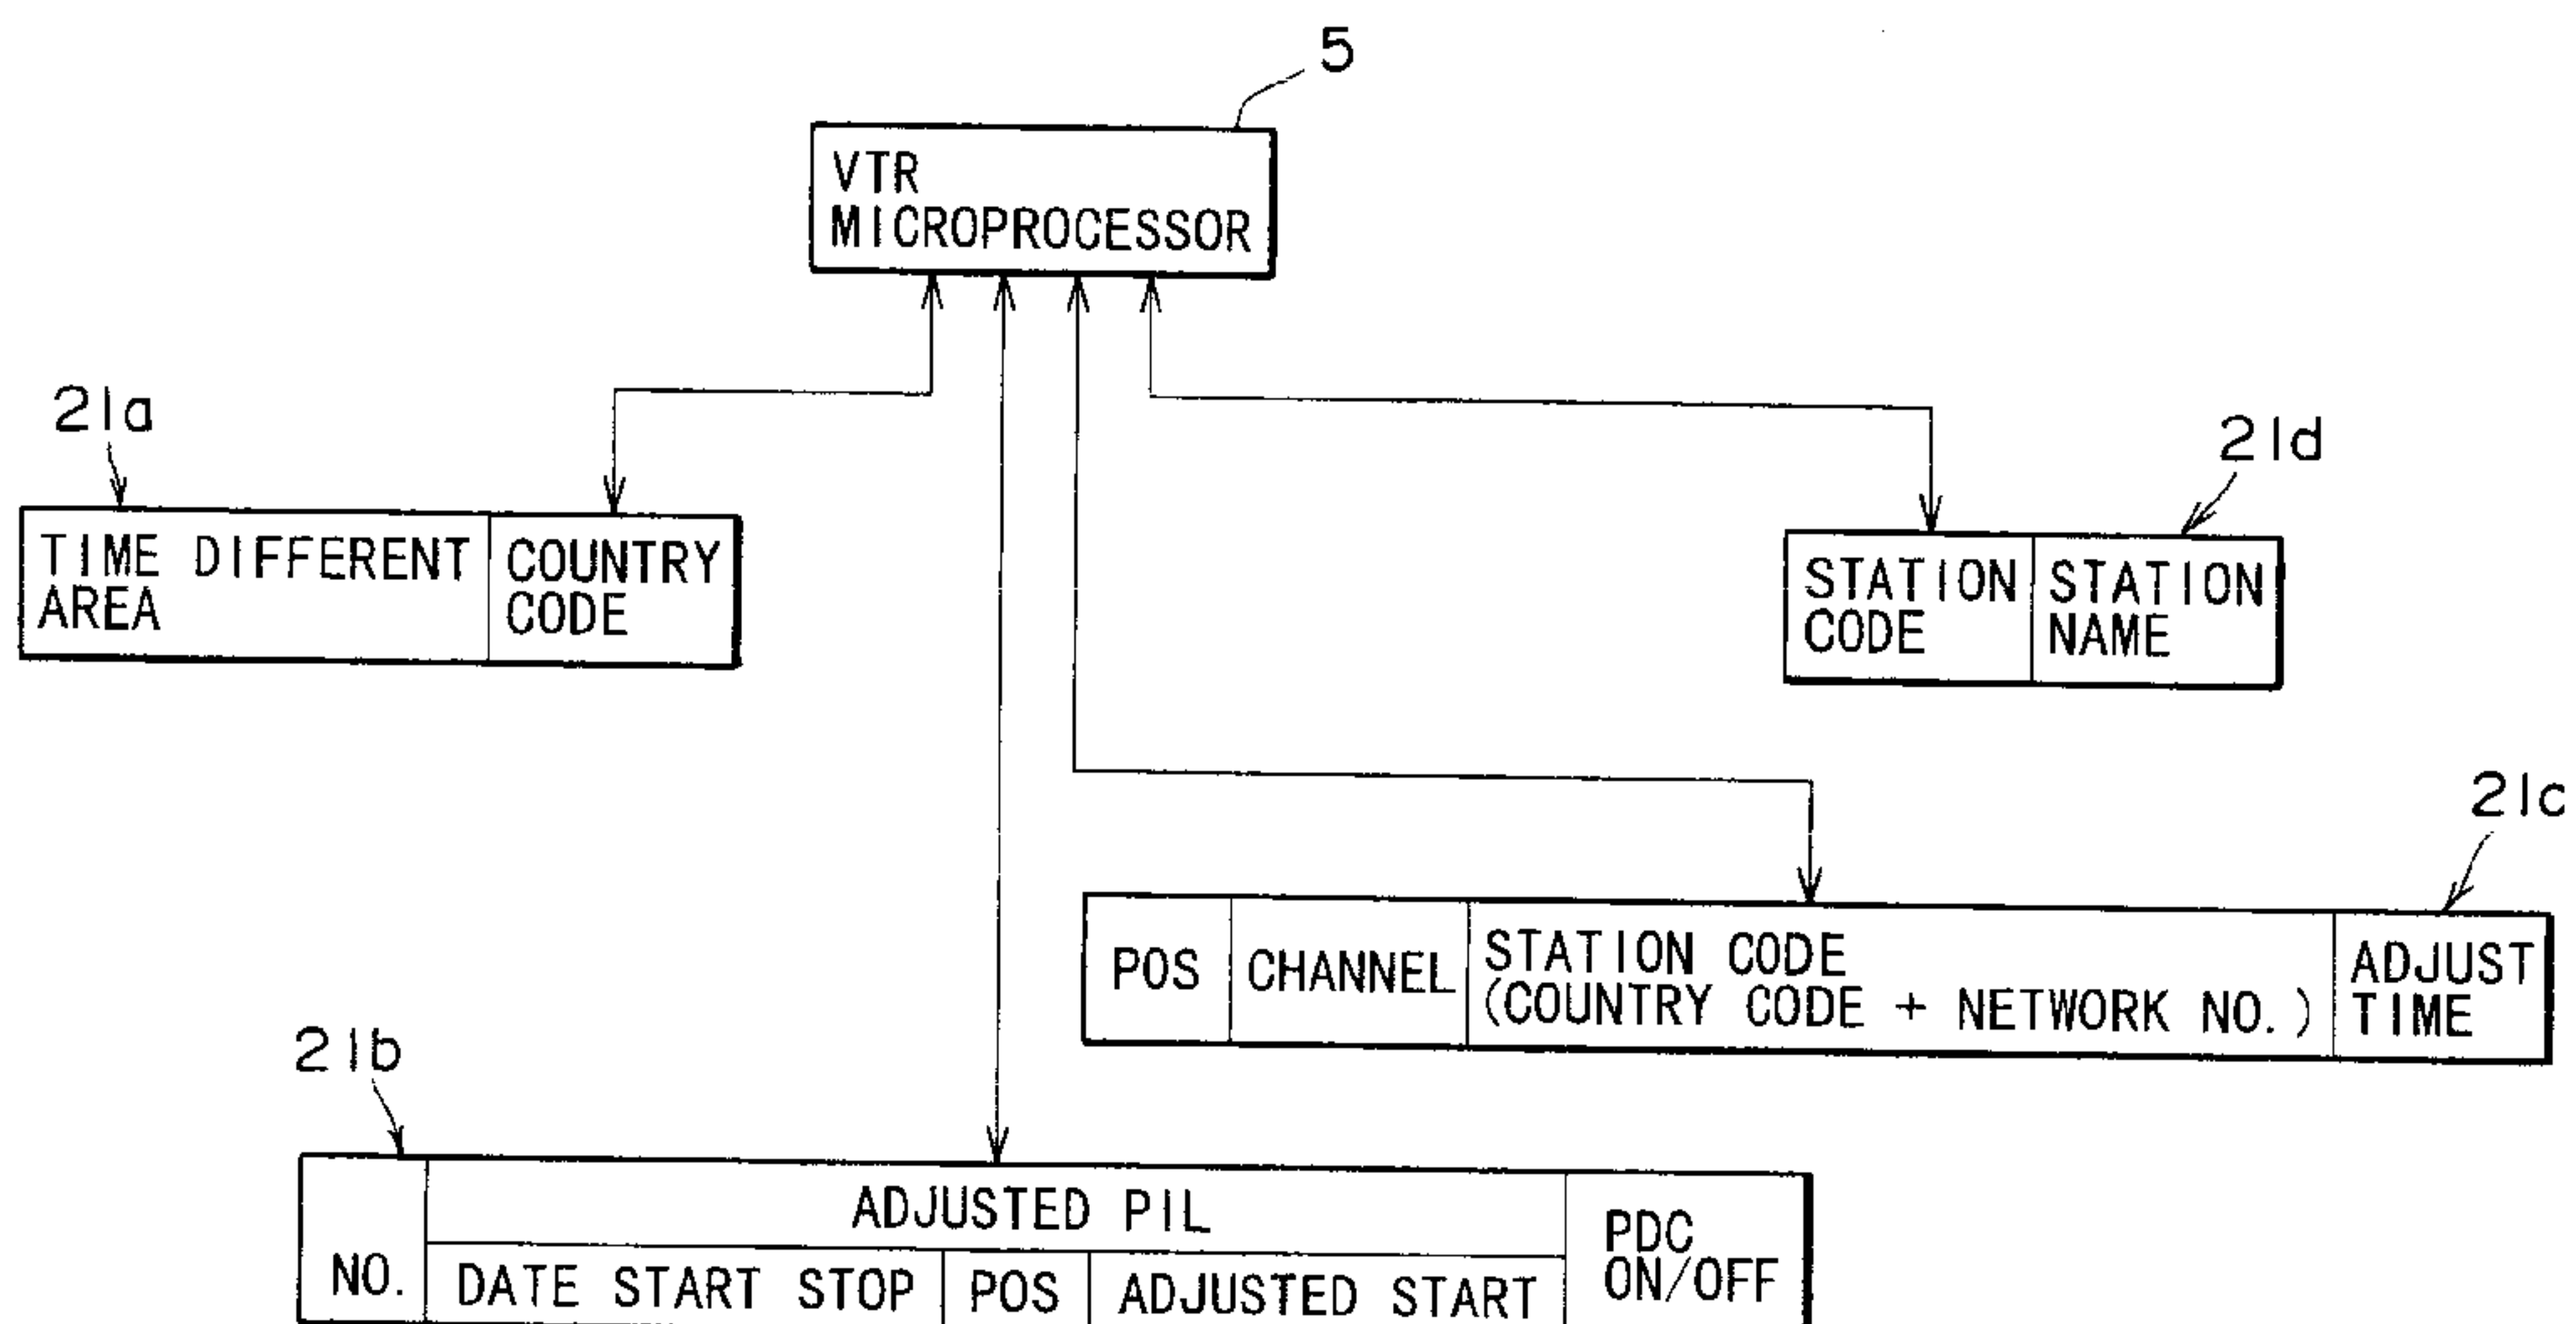 5
VTR
MICROPROCESSOR
21a
21d
TIME DIFFERENT
AREA
COUNTRY
CODE
STATION
CODE
STATION
NAME
21c
POS
CHANNEL
STATION CODE
(COUNTRY CODE + NETWORK NO.)
ADJUST
TIME
21b
NO.
ADJUSTED PIL
DATE START STOP
POS
ADJUSTED START
PDC
ON/OFF